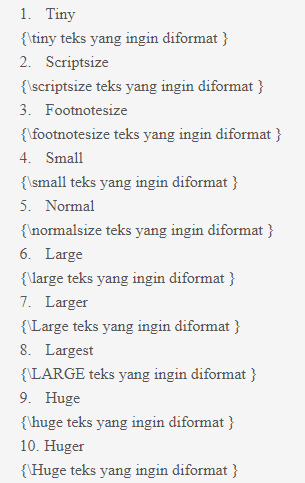 1. Tiny
{\tiny teks yang ingin diformat }
2. Scriptsize
{\scriptsize teks yang ingin diformat }
3. Footnotesize
{\footnotesize teks yang ingin diformat }
4. Small
{\small teks yang ingin diformat }
5. Normal
{\normalsize teks yang ingin diformat }
6. Large
{\large teks yang ingin diformat }
7. Larger
{\Large teks yang ingin diformat }
8. Largest
{\LARGE teks yang ingin diformat }
9. Huge
{\huge teks yang ingin diformat }
10. Huger
{\Huge teks yang ingin diformat }